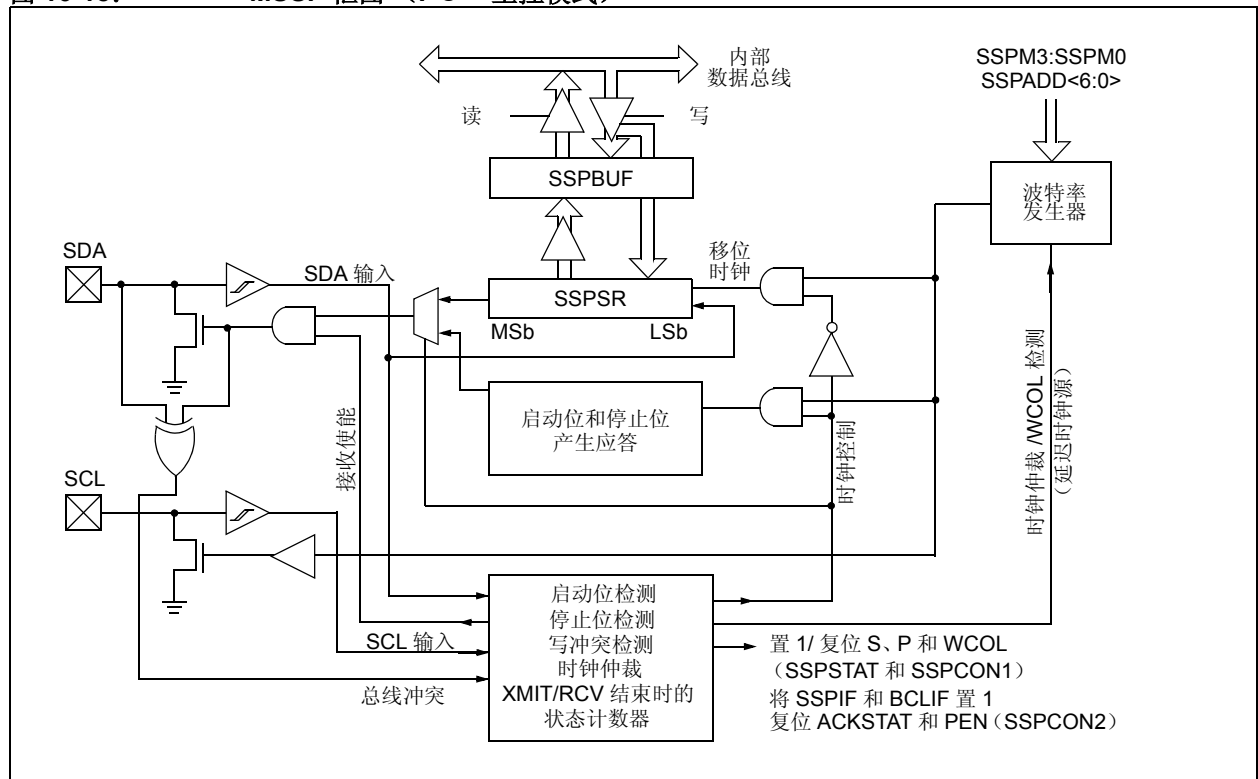 MSSP 框图 (I²C™ 主控模式)
内部
数据总线
SSPM3:SSPM0
SSPADD<6:0>
读
写
SSPBUF
波特率
发生器
SDA
SDA 输入
移位
时钟
SSPSR
MSb
LSb
启动位和停止位
产生应答
接收使能
时钟控制
时钟仲裁 /WCOL 检测
(延迟时钟源)
SCL
SCL 输入
总线冲突
启动位检测
停止位检测
写冲突检测
时钟仲裁
XMIT/RCV 结束时的
状态计数器
置 1/ 复位 S、P 和 WCOL
(SSPSTAT 和 SSPCON1)
将 SSPIF 和 BCLIF 置 1
复位 ACKSTAT 和 PEN (SSPCON2)